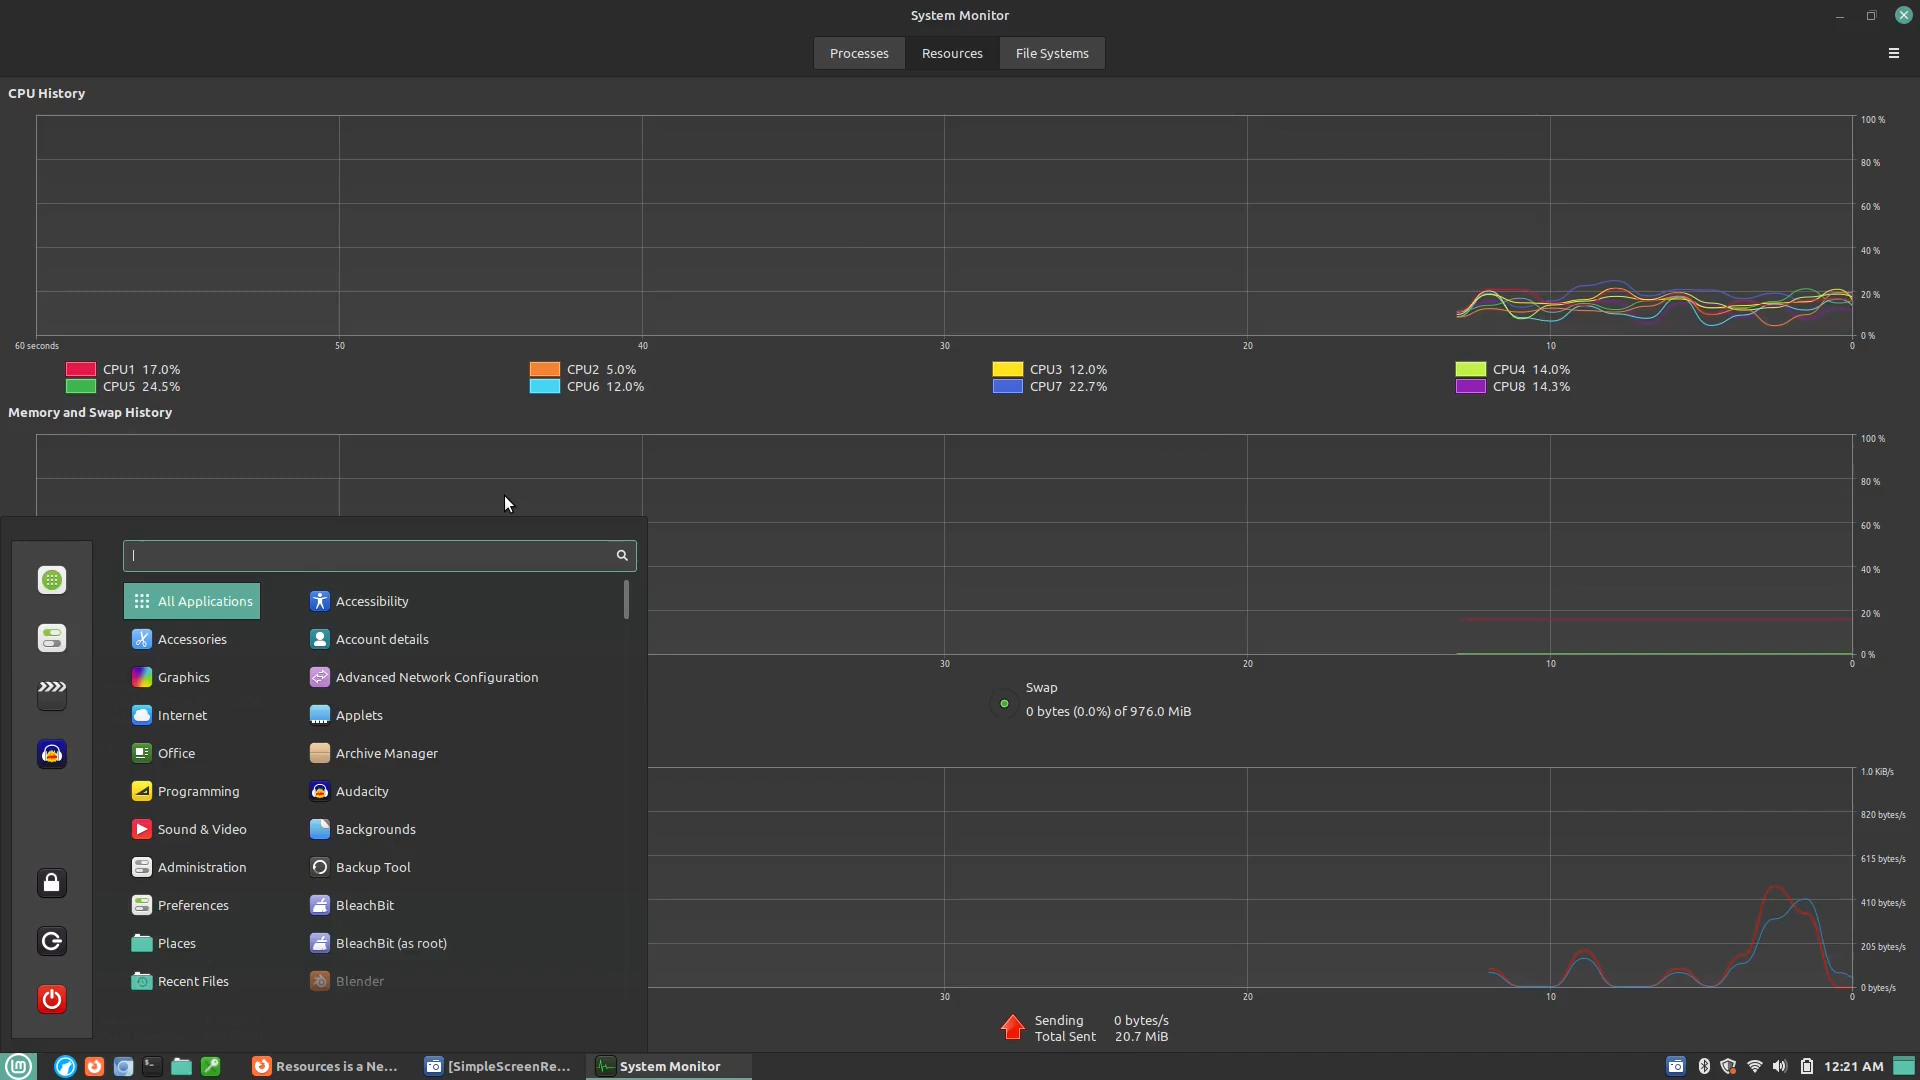 System Monitor
Processes
Resources
File Systems
CPU History
100 %
80 %
60 %
40 %
20 %
0 %
60 seconds
50
40
30
20
10
0
CPU1 17.0%
CPU2 5.0%
CPU3 12.0%
CPU4 14.0%
CPU5 24.5%
CPU6 12.0%
CPU7 22.7%
CPU8 14.3%
Memory and Swap History
100 %
80 %
60 %
40 %
20 %
0 %
30
20
10
0
Swap
0 bytes (0.0%) of 976.0 MiB
All Applications
Accessories
Graphics
Internet
Office
Programming
Sound & Video
Administration
Preferences
Places
Recent Files
Accessibility
Account details
Advanced Network Configuration
Applets
Archive Manager
Audacity
Backgrounds
Backup Tool
BleachBit
BleachBit (as root)
Blender
1.0 KiB/s
820 bytes/s
615 bytes/s
410 bytes/s
205 bytes/s
0 bytes/s
30
20
10
0
Sending 0 bytes/s
Total Sent 20.7 MiB
Resources is a Ne...
[SimpleScreenRe...
System Monitor
12:21 AM